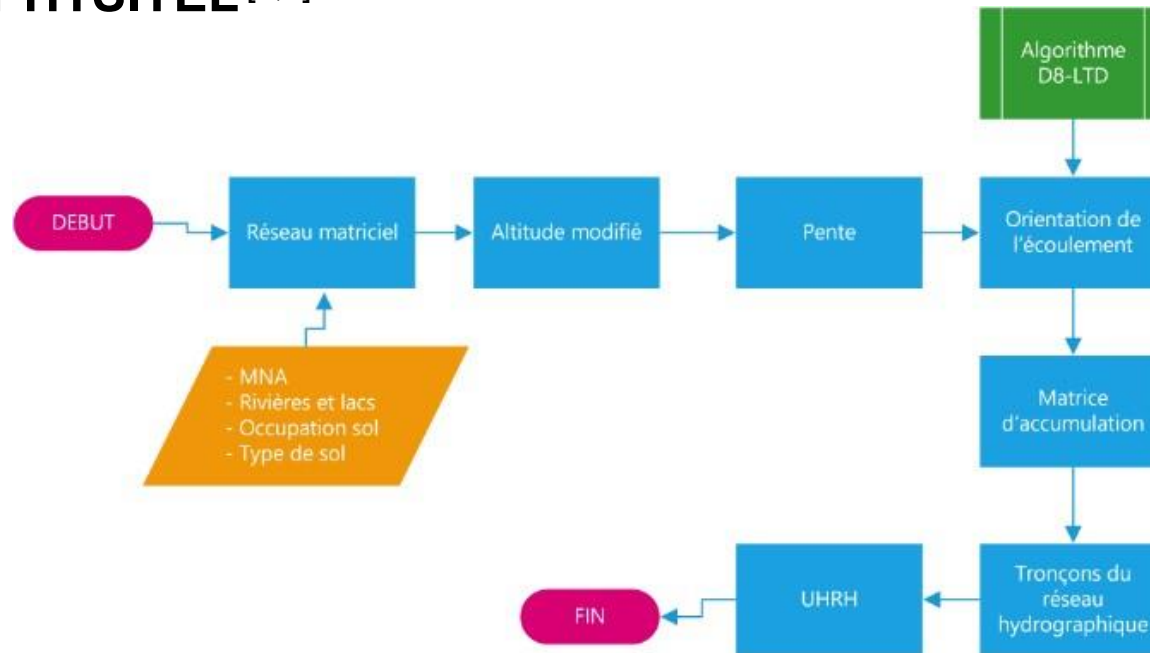 Algorithme
D8-LTD
DEBUT
Réseau matriciel
Altitude modifié
Pente
Orientation de
l'écoulement
- MNA
- Rivières et lacs
- Occupation sol
- Type de sol
Matrice
d'accumulation
Tronçons du
réseau
hydrographique
UHRH
FIN